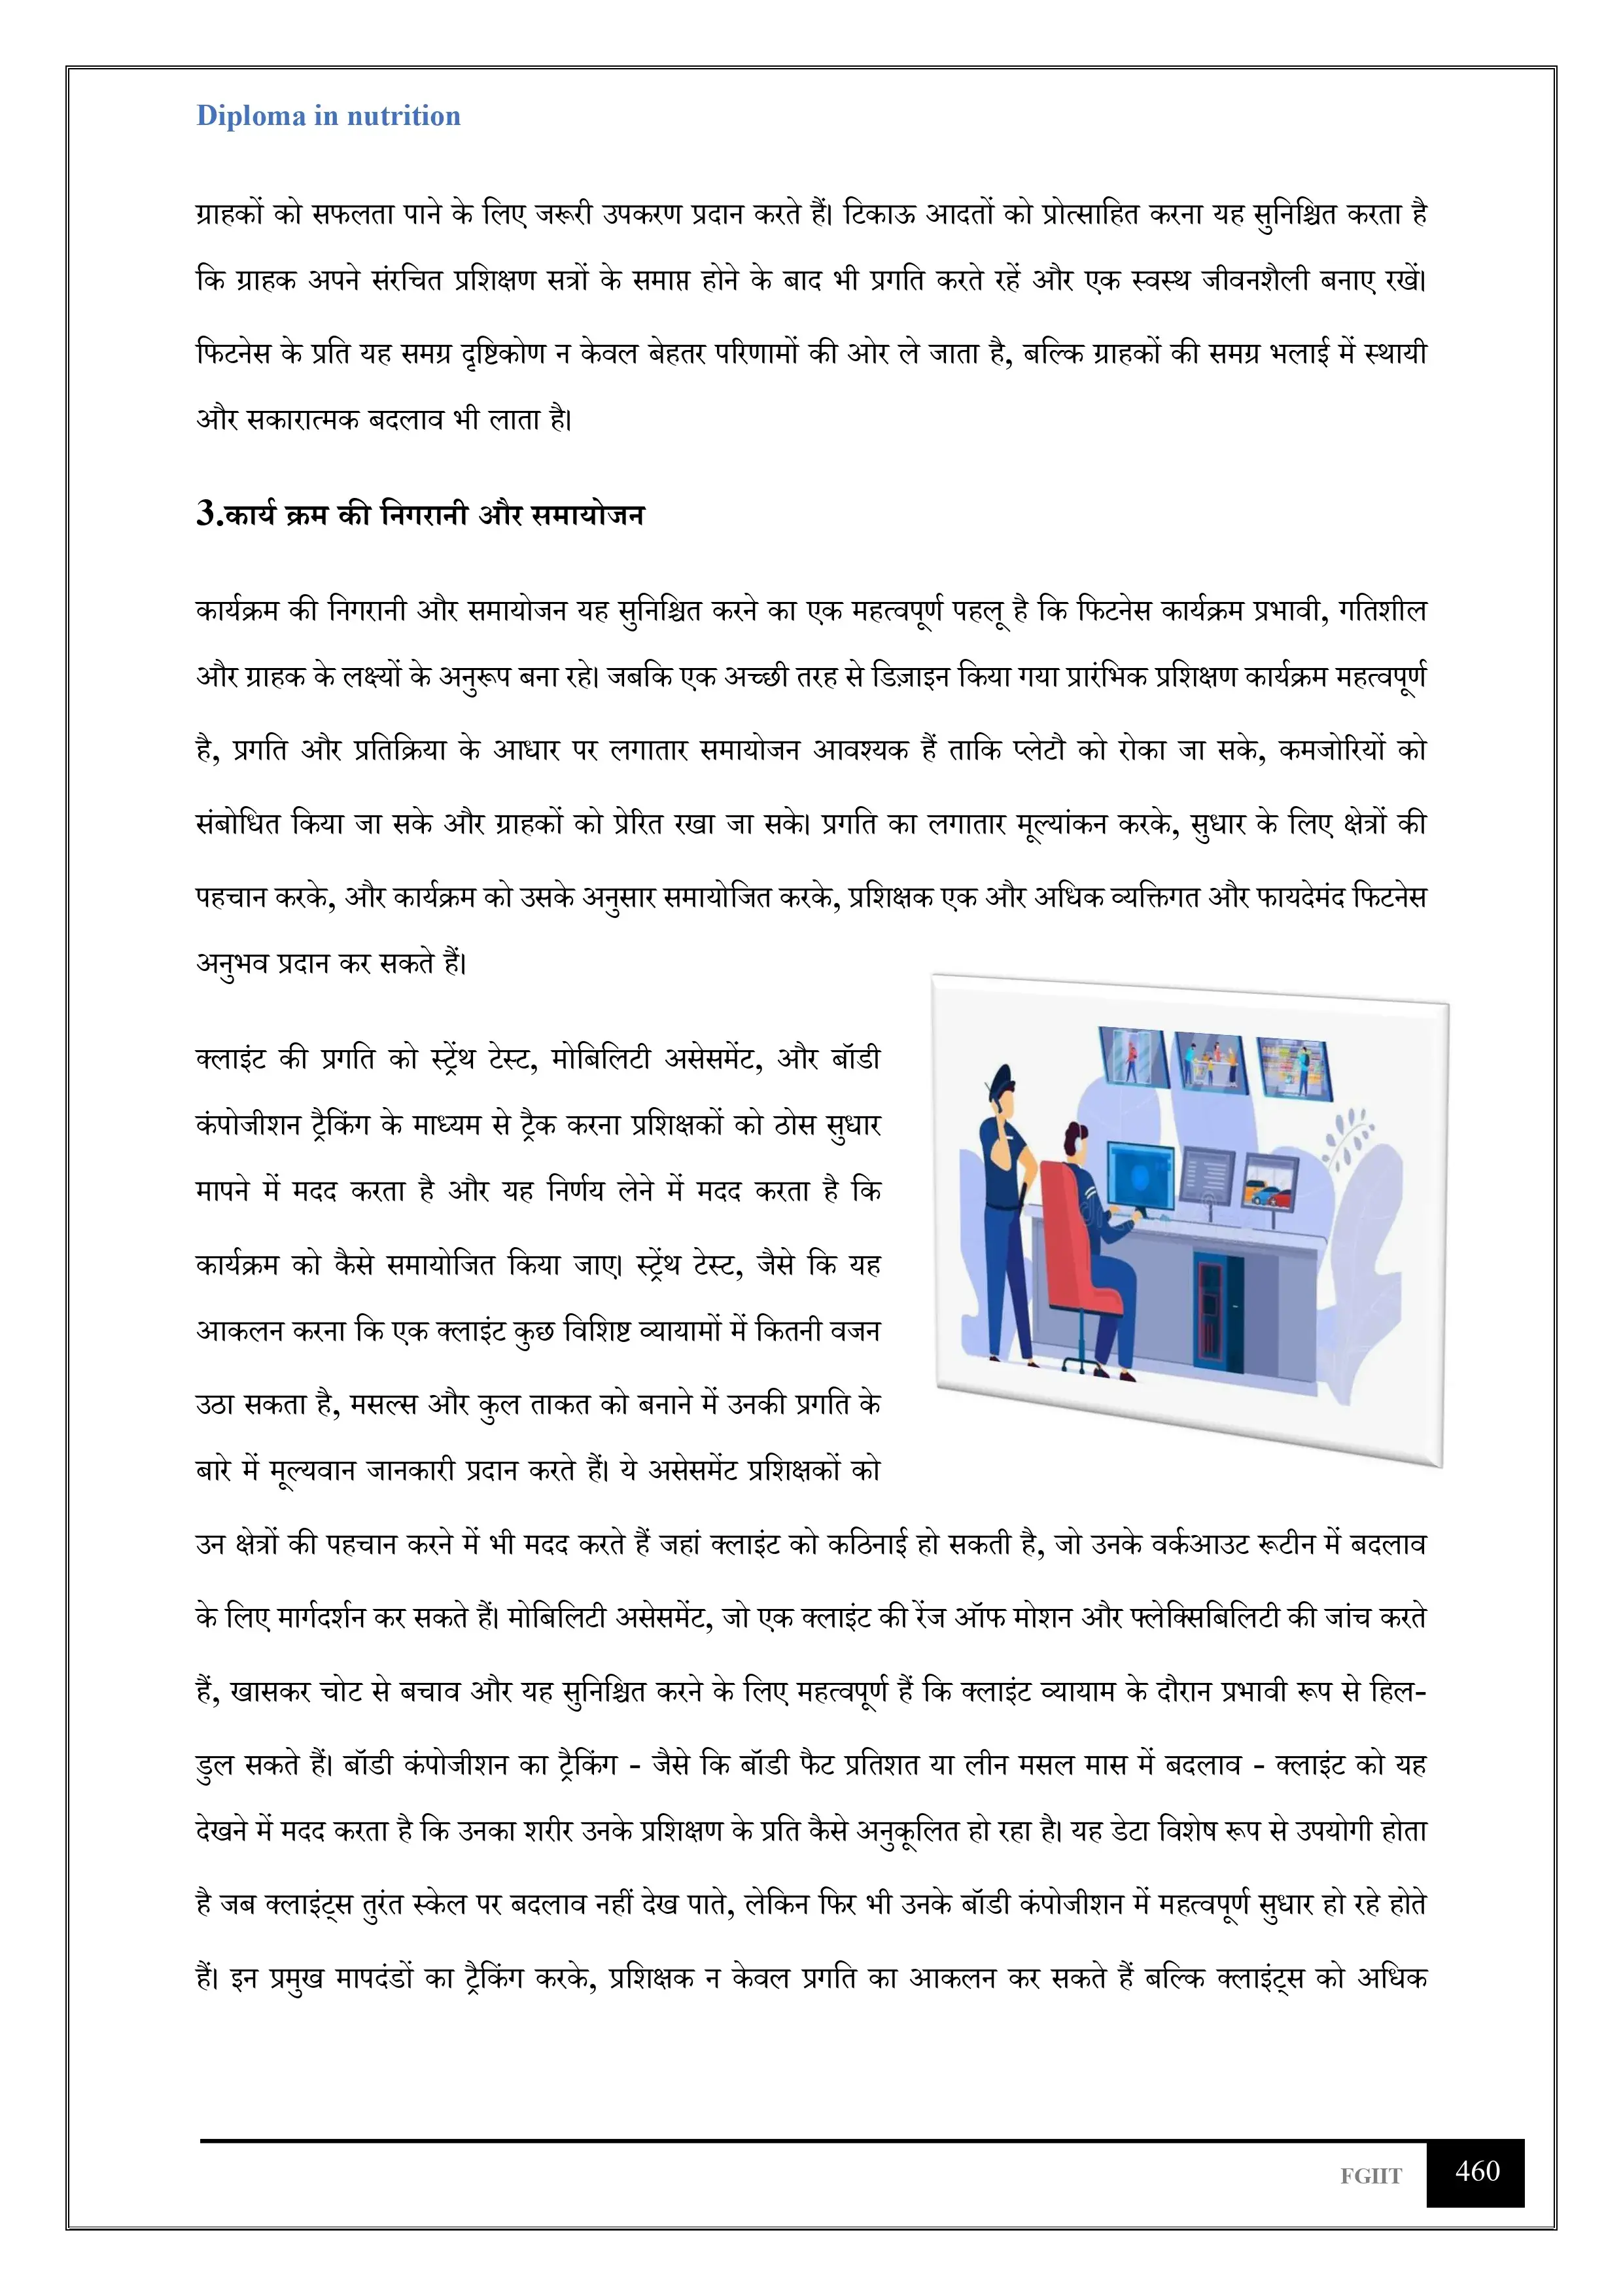 Diploma in nutrition
ग्राहकों को सफलता पाने के लिए जरूरी उपकरण प्रदान करते हैं। टिकाऊ आदतों को प्रोत्साहित करना यह सुनिश्चित करता है
कि ग्राहक अपने संरचित प्रशिक्षण सत्रों के समाप्त होने के बाद भी प्रगति करते रहें और एक स्वस्थ जीवनशैली बनाए रखें।
फिटनेस के प्रति यह समग्र दृष्टिकोण न केवल बेहतर परिणामों की ओर ले जाता है, बल्कि ग्राहकों की समग्र भलाई में स्थायी
और सकारात्मक बदलाव भी लाता है।
3.कार्य क्रम की निगरानी और समायोजन
कार्यक्रम की निगरानी और समायोजन यह सुनिश्चित करने का एक महत्वपूर्ण पहलू है कि फिटनेस कार्यक्रम प्रभावी, गतिशील
और ग्राहक के लक्ष्यों के अनुरूप बना रहे। जबकि एक अच्छी तरह से डिज़ाइन किया गया प्रारंभिक प्रशिक्षण कार्यक्रम महत्वपूर्ण
है, प्रगति और प्रतिक्रिया के आधार पर लगातार समायोजन आवश्यक हैं ताकि प्लेटौ को रोका जा सके, कमजोरियों को
संबोधित किया जा सके और ग्राहकों को प्रेरित रखा जा सके। प्रगति का लगातार मूल्यांकन करके, सुधार के लिए क्षेत्रों की
पहचान करके, और कार्यक्रम को उसके अनुसार समायोजित करके, प्रशिक्षक एक और अधिक व्यक्तिगत और फायदेमंद फिटनेस
अनुभव प्रदान कर सकते हैं।
क्लाइंट की प्रगति को स्ट्रेंथ टेस्ट, मोबिलिटी असेसमेंट, और बॉडी
कंपोजीशन ट्रैकिंग के माध्यम से ट्रैक करना प्रशिक्षकों को ठोस सुधार
मापने में मदद करता है और यह निर्णय लेने में मदद करता है कि
कार्यक्रम को कैसे समायोजित किया जाए। स्ट्रेंथ टेस्ट, जैसे कि यह
आकलन करना कि एक क्लाइंट कुछ विशिष्ट व्यायामों में कितनी वजन
उठा सकता है, मसल्स और कुल ताकत को बनाने में उनकी प्रगति के
बारे में मूल्यवान जानकारी प्रदान करते हैं। ये असेसमेंट प्रशिक्षकों को
उन क्षेत्रों की पहचान करने में भी मदद करते हैं जहां क्लाइंट को कठिनाई हो सकती है, जो उनके वर्कआउट रूटीन में बदलाव
के लिए मार्गदर्शन कर सकते हैं। मोबिलिटी असेसमेंट, जो एक क्लाइंट की रेंज ऑफ मोशन और फ्लेक्सिबिलिटी की जांच करते
हैं, खासकर चोट से बचाव और यह सुनिश्चित करने के लिए महत्वपूर्ण हैं कि क्लाइंट व्यायाम के दौरान प्रभावी रूप से हिल-
डुल सकते हैं। बॉडी कंपोजीशन का ट्रैकिंग - जैसे कि बॉडी फैट प्रतिशत या लीन मसल मास में बदलाव - क्लाइंट को यह
देखने में मदद करता है कि उनका शरीर उनके प्रशिक्षण के प्रति कैसे अनुकूलित हो रहा है। यह डेटा विशेष रूप से उपयोगी होता
है जब क्लाइंट्स तुरंत स्केल पर बदलाव नहीं देख पाते, लेकिन फिर भी उनके बॉडी कंपोजीशन में महत्वपूर्ण सुधार हो रहे होते
हैं। इन प्रमुख मापदंडों का ट्रैकिंग करके, प्रशिक्षक न केवल प्रगति का आकलन कर सकते हैं बल्कि क्लाइंट्स को अधिक
FGIIT
460